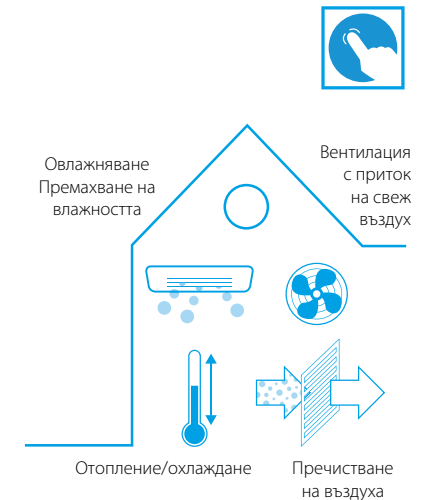 Овлажняване
Премахване на
влажността
Вентилация
с приток
на свеж
въздух
Отопление/охлаждане
Пречистване
на въздуха